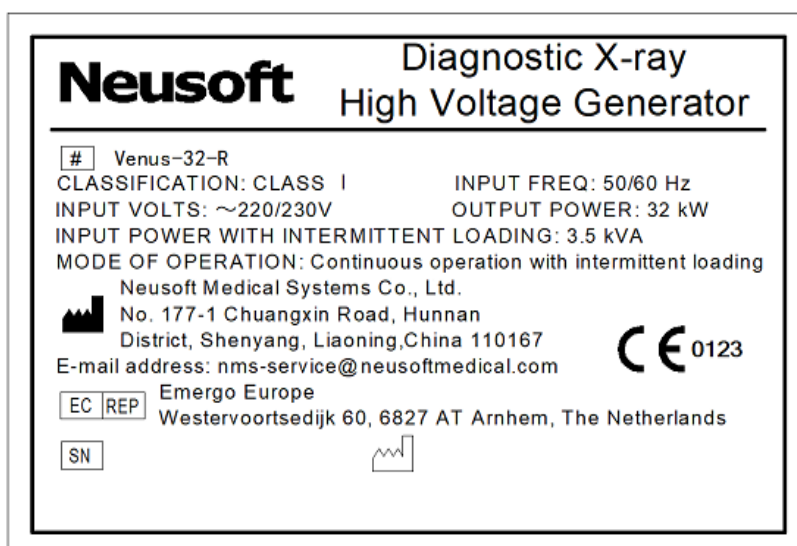 Neusoft
Diagnostic X-ray
High Voltage Generator
# Venus-32-R
CLASSIFICATION: CLASS I INPUT FREQ: 50/60 Hz
INPUT VOLTS: ～220/230V OUTPUT POWER: 32 kW
INPUT POWER WITH INTERMITTENT LOADING: 3.5 kVA
MODE OF OPERATION: Continuous operation with intermittent loading
Neusoft Medical Systems Co., Ltd.
No. 177-1 Chuangxin Road, Hunnan
District, Shenyang, Liaoning,China 110167
CE 0123
E-mail address: nms-service@neusoftmedical.com
EC REP Emergo Europe
Westervoortsedijk 60, 6827 AT Arnhem, The Netherlands
SN